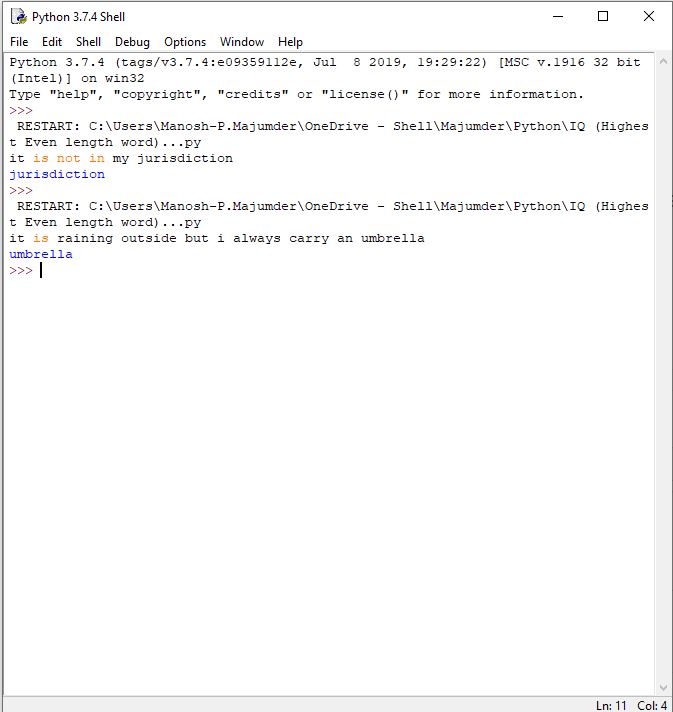 Python 3.7.4 Shell
File Edit Shell Debug Options Window Help
Python 3.7.4 (tags/v3.7.4:e09359112e, Jul  8 2019, 19:29:22) [MSC v.1916 32 bit
(Intel)] on win32
Type "help", "copyright", "credits" or "license()" for more information.
>>>
 RESTART: C:\Users\Manosh-P.Majumder\OneDrive - Shell\Majumder\Python\IQ (Highes
t Even length word)...py
it is not in my jurisdiction
jurisdiction
>>>
 RESTART: C:\Users\Manosh-P.Majumder\OneDrive - Shell\Majumder\Python\IQ (Highes
t Even length word)...py
it is raining outside but i always carry an umbrella
umbrella
>>>
Ln: 11 Col: 4